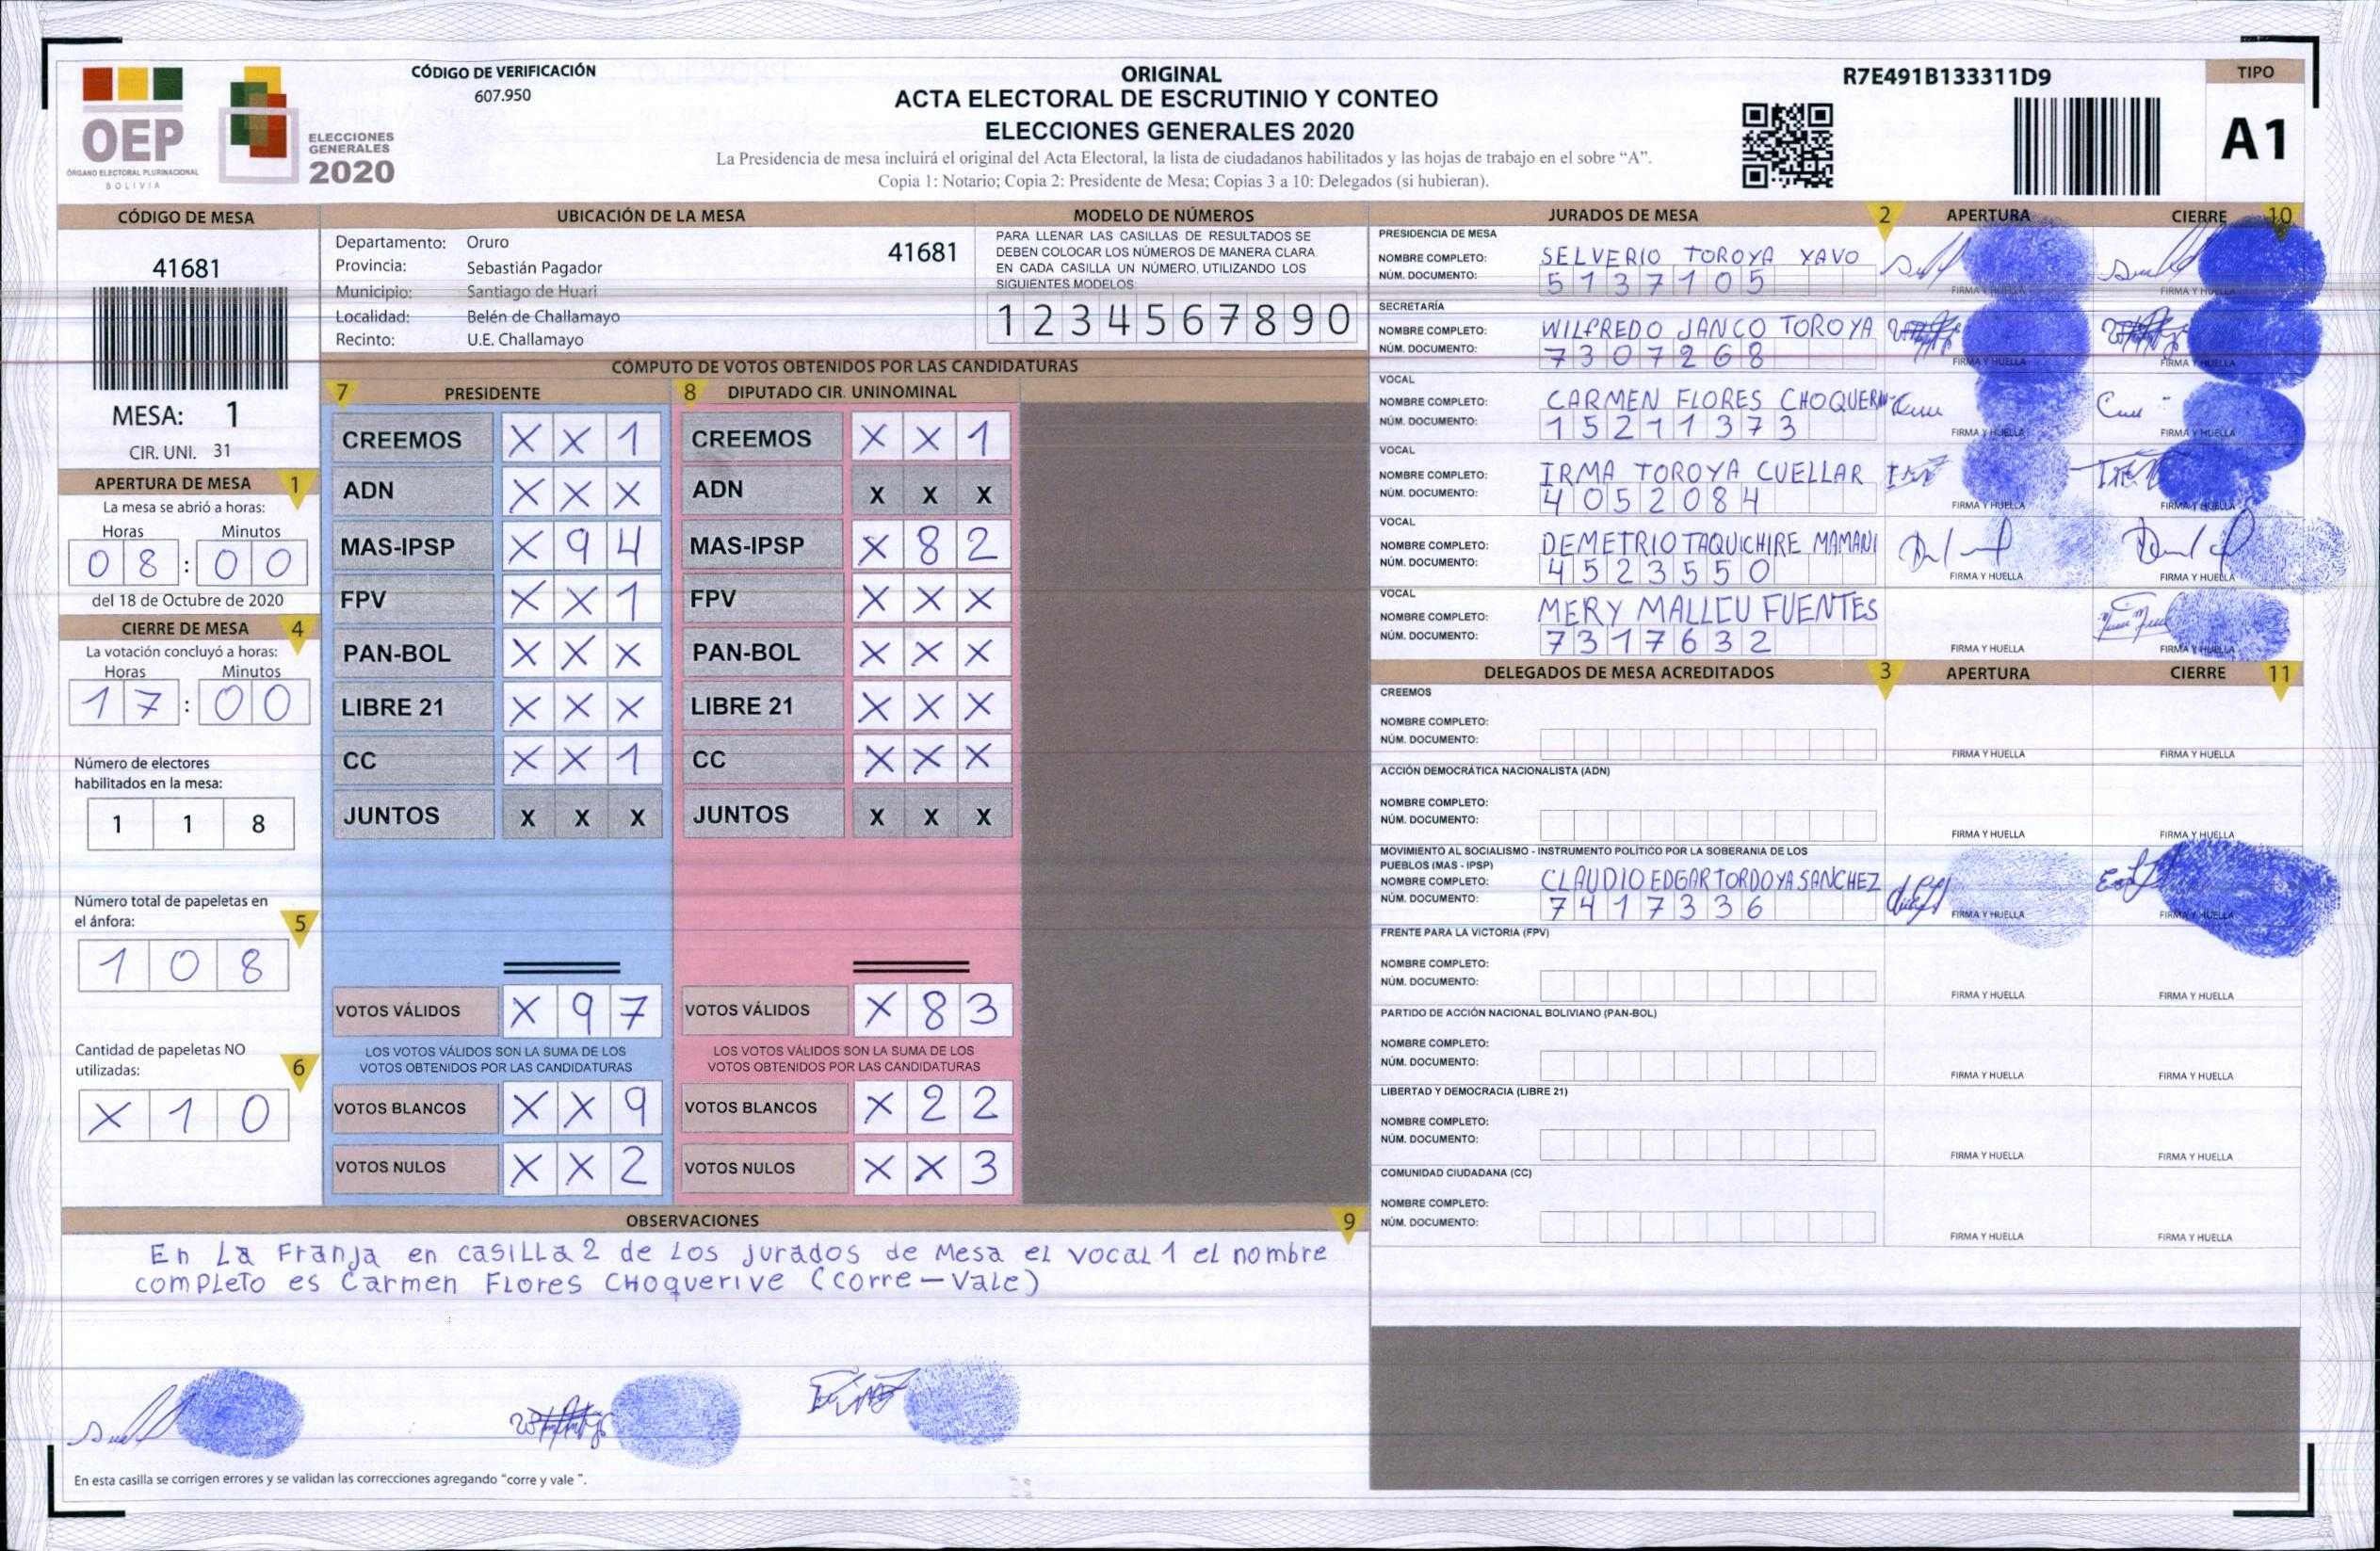 OEP
ÓRGANO ELECTORAL PLURINACIONAL
BOLIVIA
ELECCIONES
GENERALES
2020
CÓDIGO DE VERIFICACIÓN
607.950
ORIGINAL
ACTA ELECTORAL DE ESCRUTINIO Y CONTEO
ELECCIONES GENERALES 2020
La Presidencia de mesa incluirá el original del Acta Electoral, la lista de ciudadanos habilitados y las hojas de trabajo en el sobre “A”.
Copia 1: Notario; Copia 2: Presidente de Mesa; Copias 3 a 10: Delegados (si hubieran).
R7E491B133311D9
TIPO
A1
CÓDIGO DE MESA
41681
MESA: 1
CIR. UNI. 31
APERTURA DE MESA 1
La mesa se abrió a horas:
Horas Minutos
0 8 : 0 0
del 18 de Octubre de 2020
CIERRE DE MESA 4
La votación concluyó a horas:
Horas Minutos
1 7 : 0 0
Número de electores
habilitados en la mesa:
1 1 8
Número total de papeletas en
el ánfora: 5
1 0 8
Cantidad de papeletas NO
utilizadas: 6
X 1 0
UBICACIÓN DE LA MESA
Departamento: Oruro 41681
Provincia: Sebastián Pagador
Municipio: Santiago de Huari
Localidad: Belén de Challamayo
Recinto: U.E. Challamayo
MODELO DE NÚMEROS
PARA LLENAR LAS CASILLAS DE RESULTADOS SE
DEBEN COLOCAR LOS NÚMEROS DE MANERA CLARA
EN CADA CASILLA UN NÚMERO, UTILIZANDO LOS
SIGUIENTES MODELOS:
1 2 3 4 5 6 7 8 9 0
CÓMPUTO DE VOTOS OBTENIDOS POR LAS CANDIDATURAS
7 PRESIDENTE
CREEMOS X X 1
ADN X X X
MAS-IPSP X 9 4
FPV X X 1
PAN-BOL X X X
LIBRE 21 X X X
CC X X 1
JUNTOS X X X
VOTOS VÁLIDOS X 9 7
LOS VOTOS VÁLIDOS SON LA SUMA DE LOS
VOTOS OBTENIDOS POR LAS CANDIDATURAS
VOTOS BLANCOS X X 9
VOTOS NULOS X X 2
8 DIPUTADO CIR. UNINOMINAL
CREEMOS X X 1
ADN X X X
MAS-IPSP X 8 2
FPV X X X
PAN-BOL X X X
LIBRE 21 X X X
CC X X X
JUNTOS X X X
VOTOS VÁLIDOS X 8 3
LOS VOTOS VÁLIDOS SON LA SUMA DE LOS
VOTOS OBTENIDOS POR LAS CANDIDATURAS
VOTOS BLANCOS X 2 2
VOTOS NULOS X X 3
OBSERVACIONES 9
En La Franja en casilla 2 de Los jurados de Mesa el vocal 1 el nombre
completo es Carmen Flores Choquerive (corre-Vale)
En esta casilla se corrigen errores y se validan las correcciones agregando “corre y vale ”.
JURADOS DE MESA 2 APERTURA CIERRE 10
PRESIDENCIA DE MESA
NOMBRE COMPLETO: SELVERIO TOROYA YAVO
NÚM. DOCUMENTO: 5137105
FIRMA Y HUELLA FIRMA Y HUELLA
SECRETARÍA
NOMBRE COMPLETO: WILFREDO JANCO TOROYA
NÚM. DOCUMENTO: 7307268
FIRMA Y HUELLA FIRMA Y HUELLA
VOCAL
NOMBRE COMPLETO: CARMEN FLORES
NÚM. DOCUMENTO: 15211373
FIRMA Y HUELLA FIRMA Y HUELLA
VOCAL
NOMBRE COMPLETO: IRMA TOROYA CUELLAR
NÚM. DOCUMENTO: 4052084
FIRMA Y HUELLA FIRMA Y HUELLA
VOCAL
NOMBRE COMPLETO: DEMETRIO TAQUICHIRE MAMANI
NÚM. DOCUMENTO: 4523550
FIRMA Y HUELLA FIRMA Y HUELLA
VOCAL
NOMBRE COMPLETO: MERY MALLCU FUENTES
NÚM. DOCUMENTO: 7317632
FIRMA Y HUELLA FIRMA Y HUELLA
DELEGADOS DE MESA ACREDITADOS 3 APERTURA CIERRE 11
CREEMOS
NOMBRE COMPLETO:
NÚM. DOCUMENTO:
FIRMA Y HUELLA FIRMA Y HUELLA
ACCIÓN DEMOCRÁTICA NACIONALISTA (ADN)
NOMBRE COMPLETO:
NÚM. DOCUMENTO:
FIRMA Y HUELLA FIRMA Y HUELLA
MOVIMIENTO AL SOCIALISMO - INSTRUMENTO POLÍTICO POR LA SOBERANIA DE LOS
PUEBLOS (MAS - IPSP)
NOMBRE COMPLETO: CLAUDIO EDGAR TORDOYA SANCHEZ
NÚM. DOCUMENTO: 7417336
FIRMA Y HUELLA FIRMA Y HUELLA
FRENTE PARA LA VICTORIA (FPV)
NOMBRE COMPLETO:
NÚM. DOCUMENTO:
FIRMA Y HUELLA FIRMA Y HUELLA
PARTIDO DE ACCIÓN NACIONAL BOLIVIANO (PAN-BOL)
NOMBRE COMPLETO:
NÚM. DOCUMENTO:
FIRMA Y HUELLA FIRMA Y HUELLA
LIBERTAD Y DEMOCRACIA (LIBRE 21)
NOMBRE COMPLETO:
NÚM. DOCUMENTO:
FIRMA Y HUELLA FIRMA Y HUELLA
COMUNIDAD CIUDADANA (CC)
NOMBRE COMPLETO:
NÚM. DOCUMENTO:
FIRMA Y HUELLA FIRMA Y HUELLA